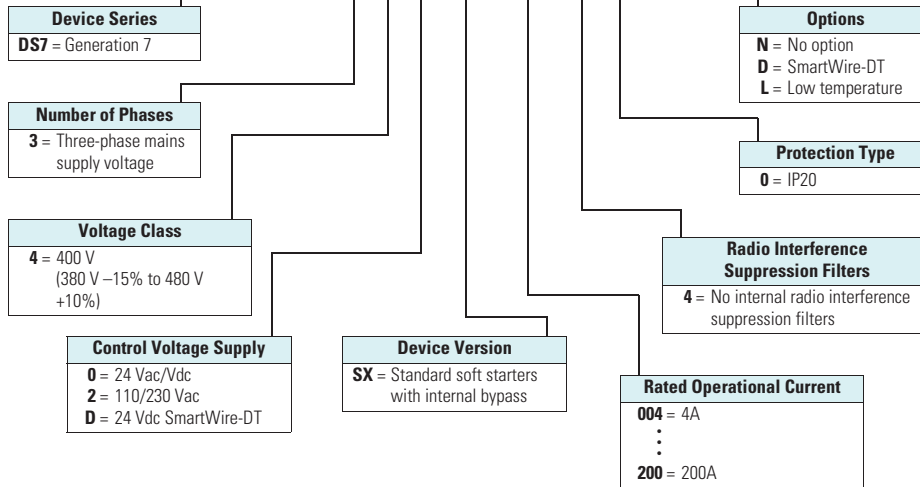 Device Series
DS7 = Generation 7
Number of Phases
3 = Three-phase mains
supply voltage
Voltage Class
4 = 400 V
(380 V –15% to 480 V
+10%)
Control Voltage Supply
0 = 24 Vac/Vdc
2 = 110/230 Vac
D = 24 Vdc SmartWire-DT
Device Version
SX = Standard soft starters
with internal bypass
Options
N = No option
D = SmartWire-DT
L = Low temperature
Protection Type
0 = IP20
Radio Interference
Suppression Filters
4 = No internal radio interference
suppression filters
Rated Operational Current
004 = 4A
200 = 200A